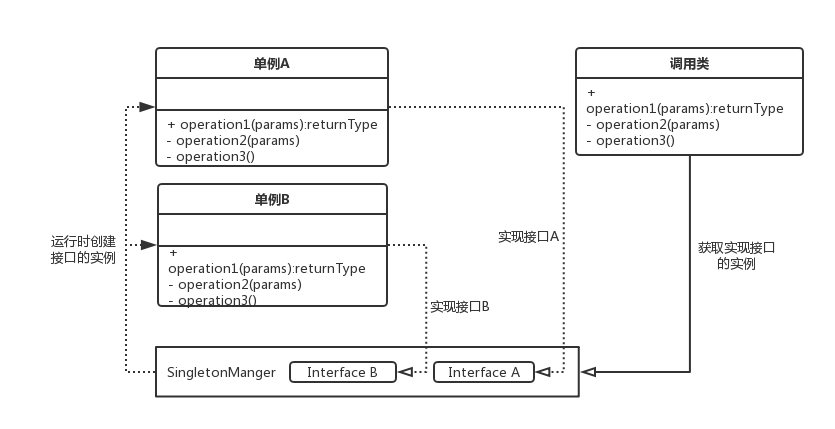 单例A
+ operation1(params):returnType
- operation2(params)
- operation3()
调用类
+
operation1(params):returnType
- operation2(params)
- operation3()
单例B
+
operation1(params):returnType
- operation2(params)
- operation3()
运行时创建
接口的实例
实现接口A
获取实现接口
的实例
实现接口B
SingletonManger
Interface B
Interface A